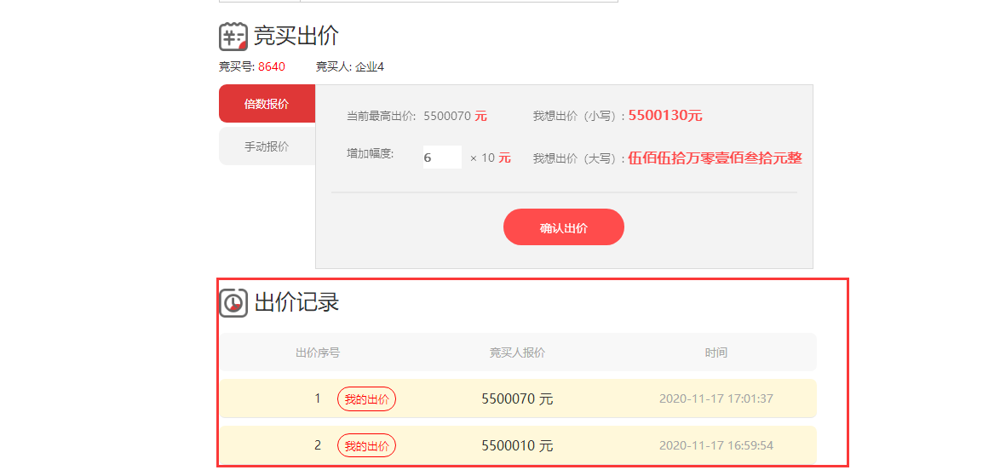 竞买出价
竞买号: 8640 竞买人: 企业4
倍数报价
手动报价
当前最高出价: 5500070 元 我想出价（小写）: 5500130元
增加幅度: 6 × 10 元 我想出价（大写）: 伍佰伍拾万零壹佰叁拾元整
确认出价
出价记录
出价序号 竞买人报价 时间
1 我的出价 5500070 元 2020-11-17 17:01:37
2 我的出价 5500010 元 2020-11-17 16:59:54